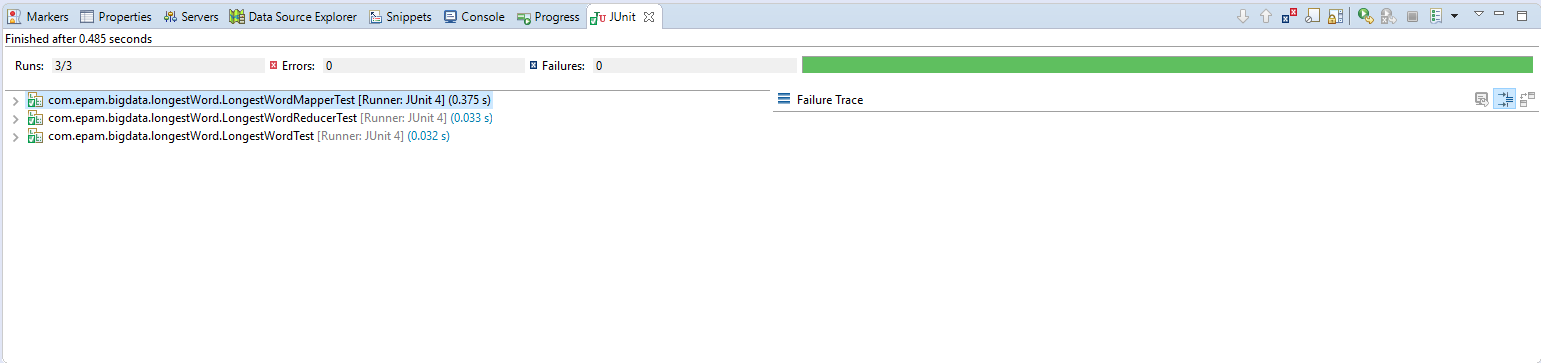 Markers Properties Servers Data Source Explorer Snippets Console Progress JUnit
Finished after 0.485 seconds
Runs: 3/3 Errors: 0 Failures: 0
com.epam.bigdata.longestWord.LongestWordMapperTest [Runner: JUnit 4] (0.375 s) Failure Trace
com.epam.bigdata.longestWord.LongestWordReducerTest [Runner: JUnit 4] (0.033 s)
com.epam.bigdata.longestWord.LongestWordTest [Runner: JUnit 4] (0.032 s)